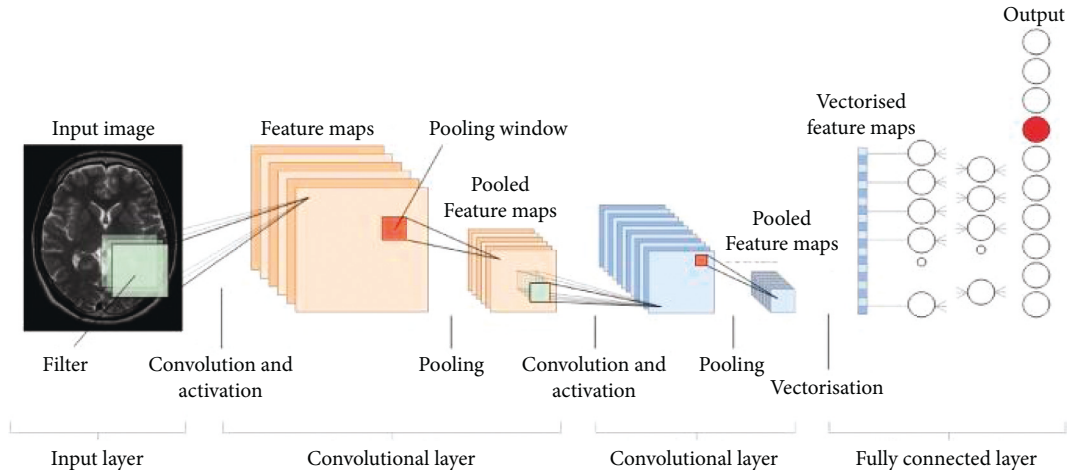 Output
Input image
Feature maps
Pooling window
Vectorised
feature maps
Pooled
Feature maps
Pooled
Feature maps
Filter
Convolution and
activation
Pooling
Convolution and
activation
Pooling
Vectorisation
Input layer
Convolutional layer
Convolutional layer
Fully connected layer